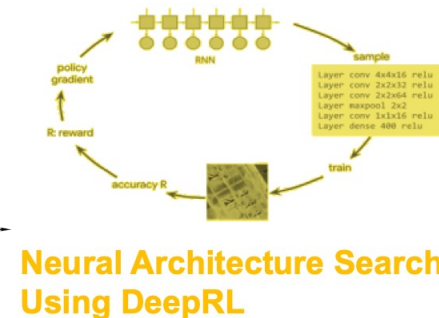 RNN
sample
Layer conv 4x4x16 relu
Layer conv 2x2x32 relu
Layer conv 2x2x64 relu
Layer maxpool 2x2
Layer conv 1x1x16 relu
Layer dense 400 relu
train
accuracy R
R: reward
policy
gradient
Neural Architecture Search
Using DeepRL